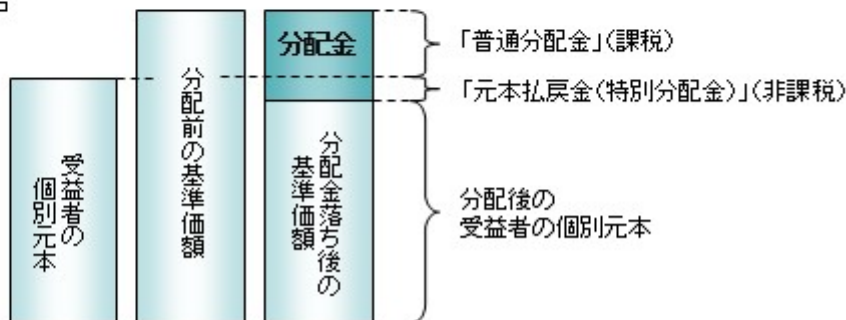 受益者の
個別元本
分配前の基準価額
分配金
分配金落ち後の
基準価額
「普通分配金」(課税)
「元本払戻金(特別分配金)」(非課税)
分配後の
受益者の個別元本